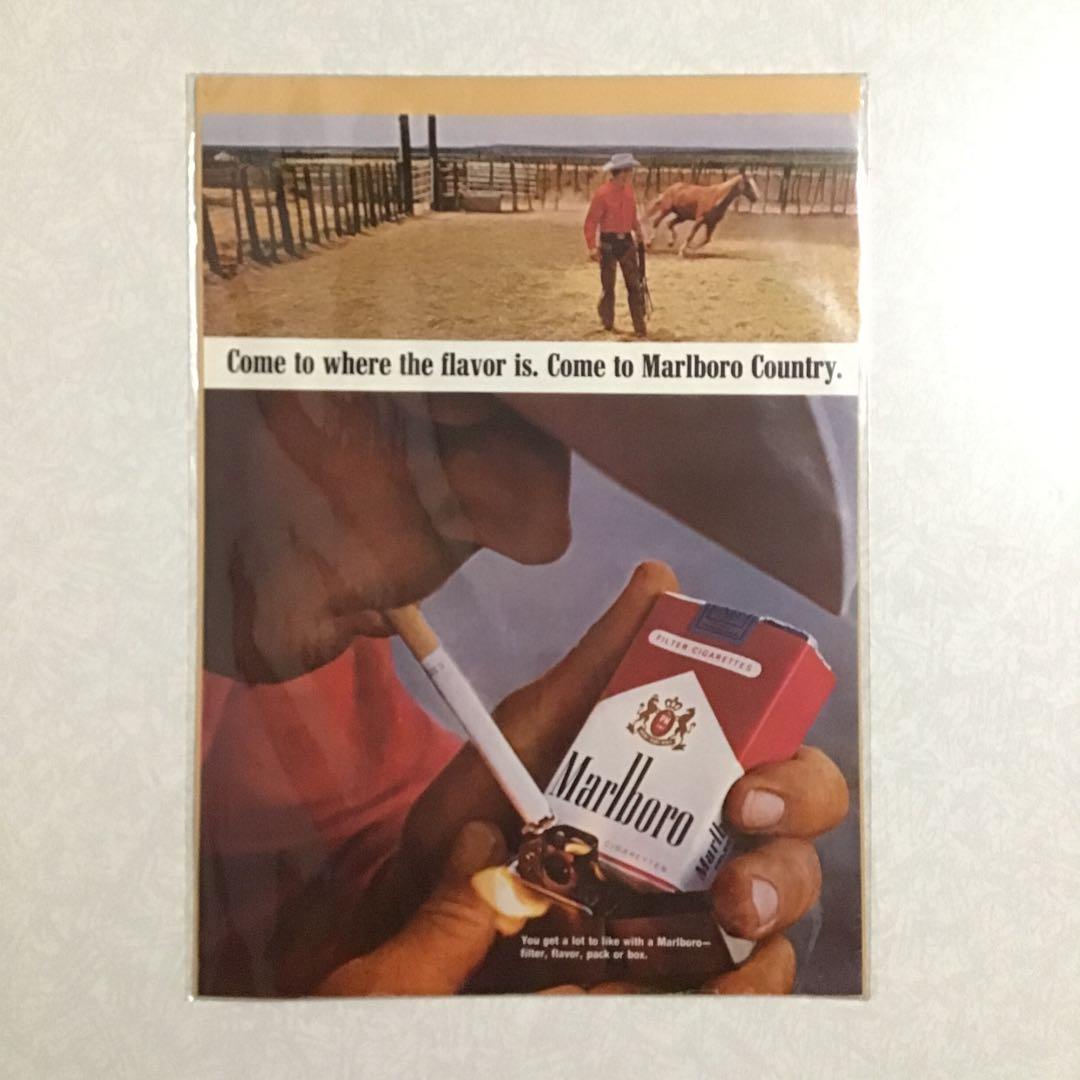 Come to where the flavor is. Come to Marlboro Country.
FILTER CIGARETTES
Marlboro
CIGARETTES
Marlb
You get a lot to like with a Marlboro—
filter, flavor, pack or box.